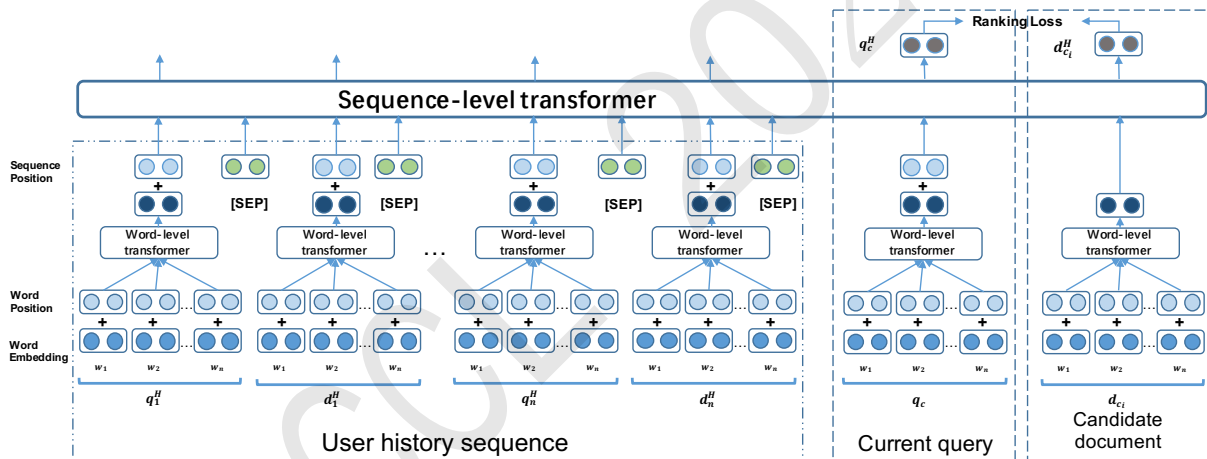 Ranking Loss
q_c^H
d_{c_i}^H
Sequence-level transformer
Sequence
Position
+ + + + +
[SEP] [SEP] [SEP] [SEP]
Word-level
transformer
Word-level
transformer
Word-level
transformer
Word-level
transformer
Word-level
transformer
Word-level
transformer
...
Word
Position
... ... ... ... ... ...
+ + + + + + + + + + + + + + + + + +
Word
Embedding
... ... ... ... ... ...
w_1 w_2 w_n w_1 w_2 w_n w_1 w_2 w_n w_1 w_2 w_n w_1 w_2 w_n w_1 w_2 w_n
q_1^H d_1^H q_n^H d_n^H q_c d_{c_i}
User history sequence
Current query
Candidate
document